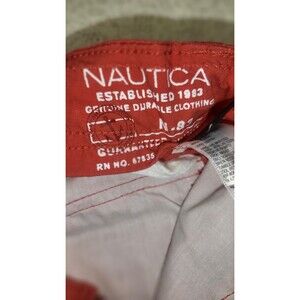 NAUTICA
ESTABLISHED 1983
GENUINE DURABLE CLOTHING
GUARANTEED
RN NO. 67835